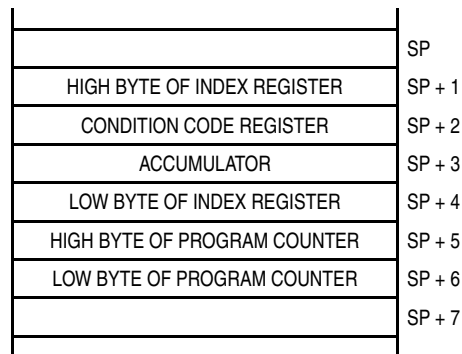 SP
HIGH BYTE OF INDEX REGISTER SP + 1
CONDITION CODE REGISTER SP + 2
ACCUMULATOR SP + 3
LOW BYTE OF INDEX REGISTER SP + 4
HIGH BYTE OF PROGRAM COUNTER SP + 5
LOW BYTE OF PROGRAM COUNTER SP + 6
SP + 7